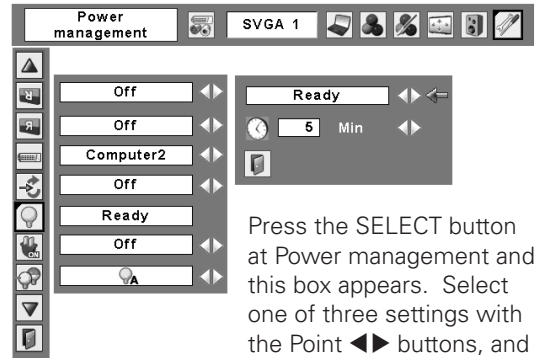 Power
management
SVGA 1
Off
Off
Computer2
Off
Ready
Off
A
R
R
ON
Ready
5 Min
Press the SELECT button
at Power management and
this box appears. Select
one of three settings with
the Point ◀▶ buttons, and